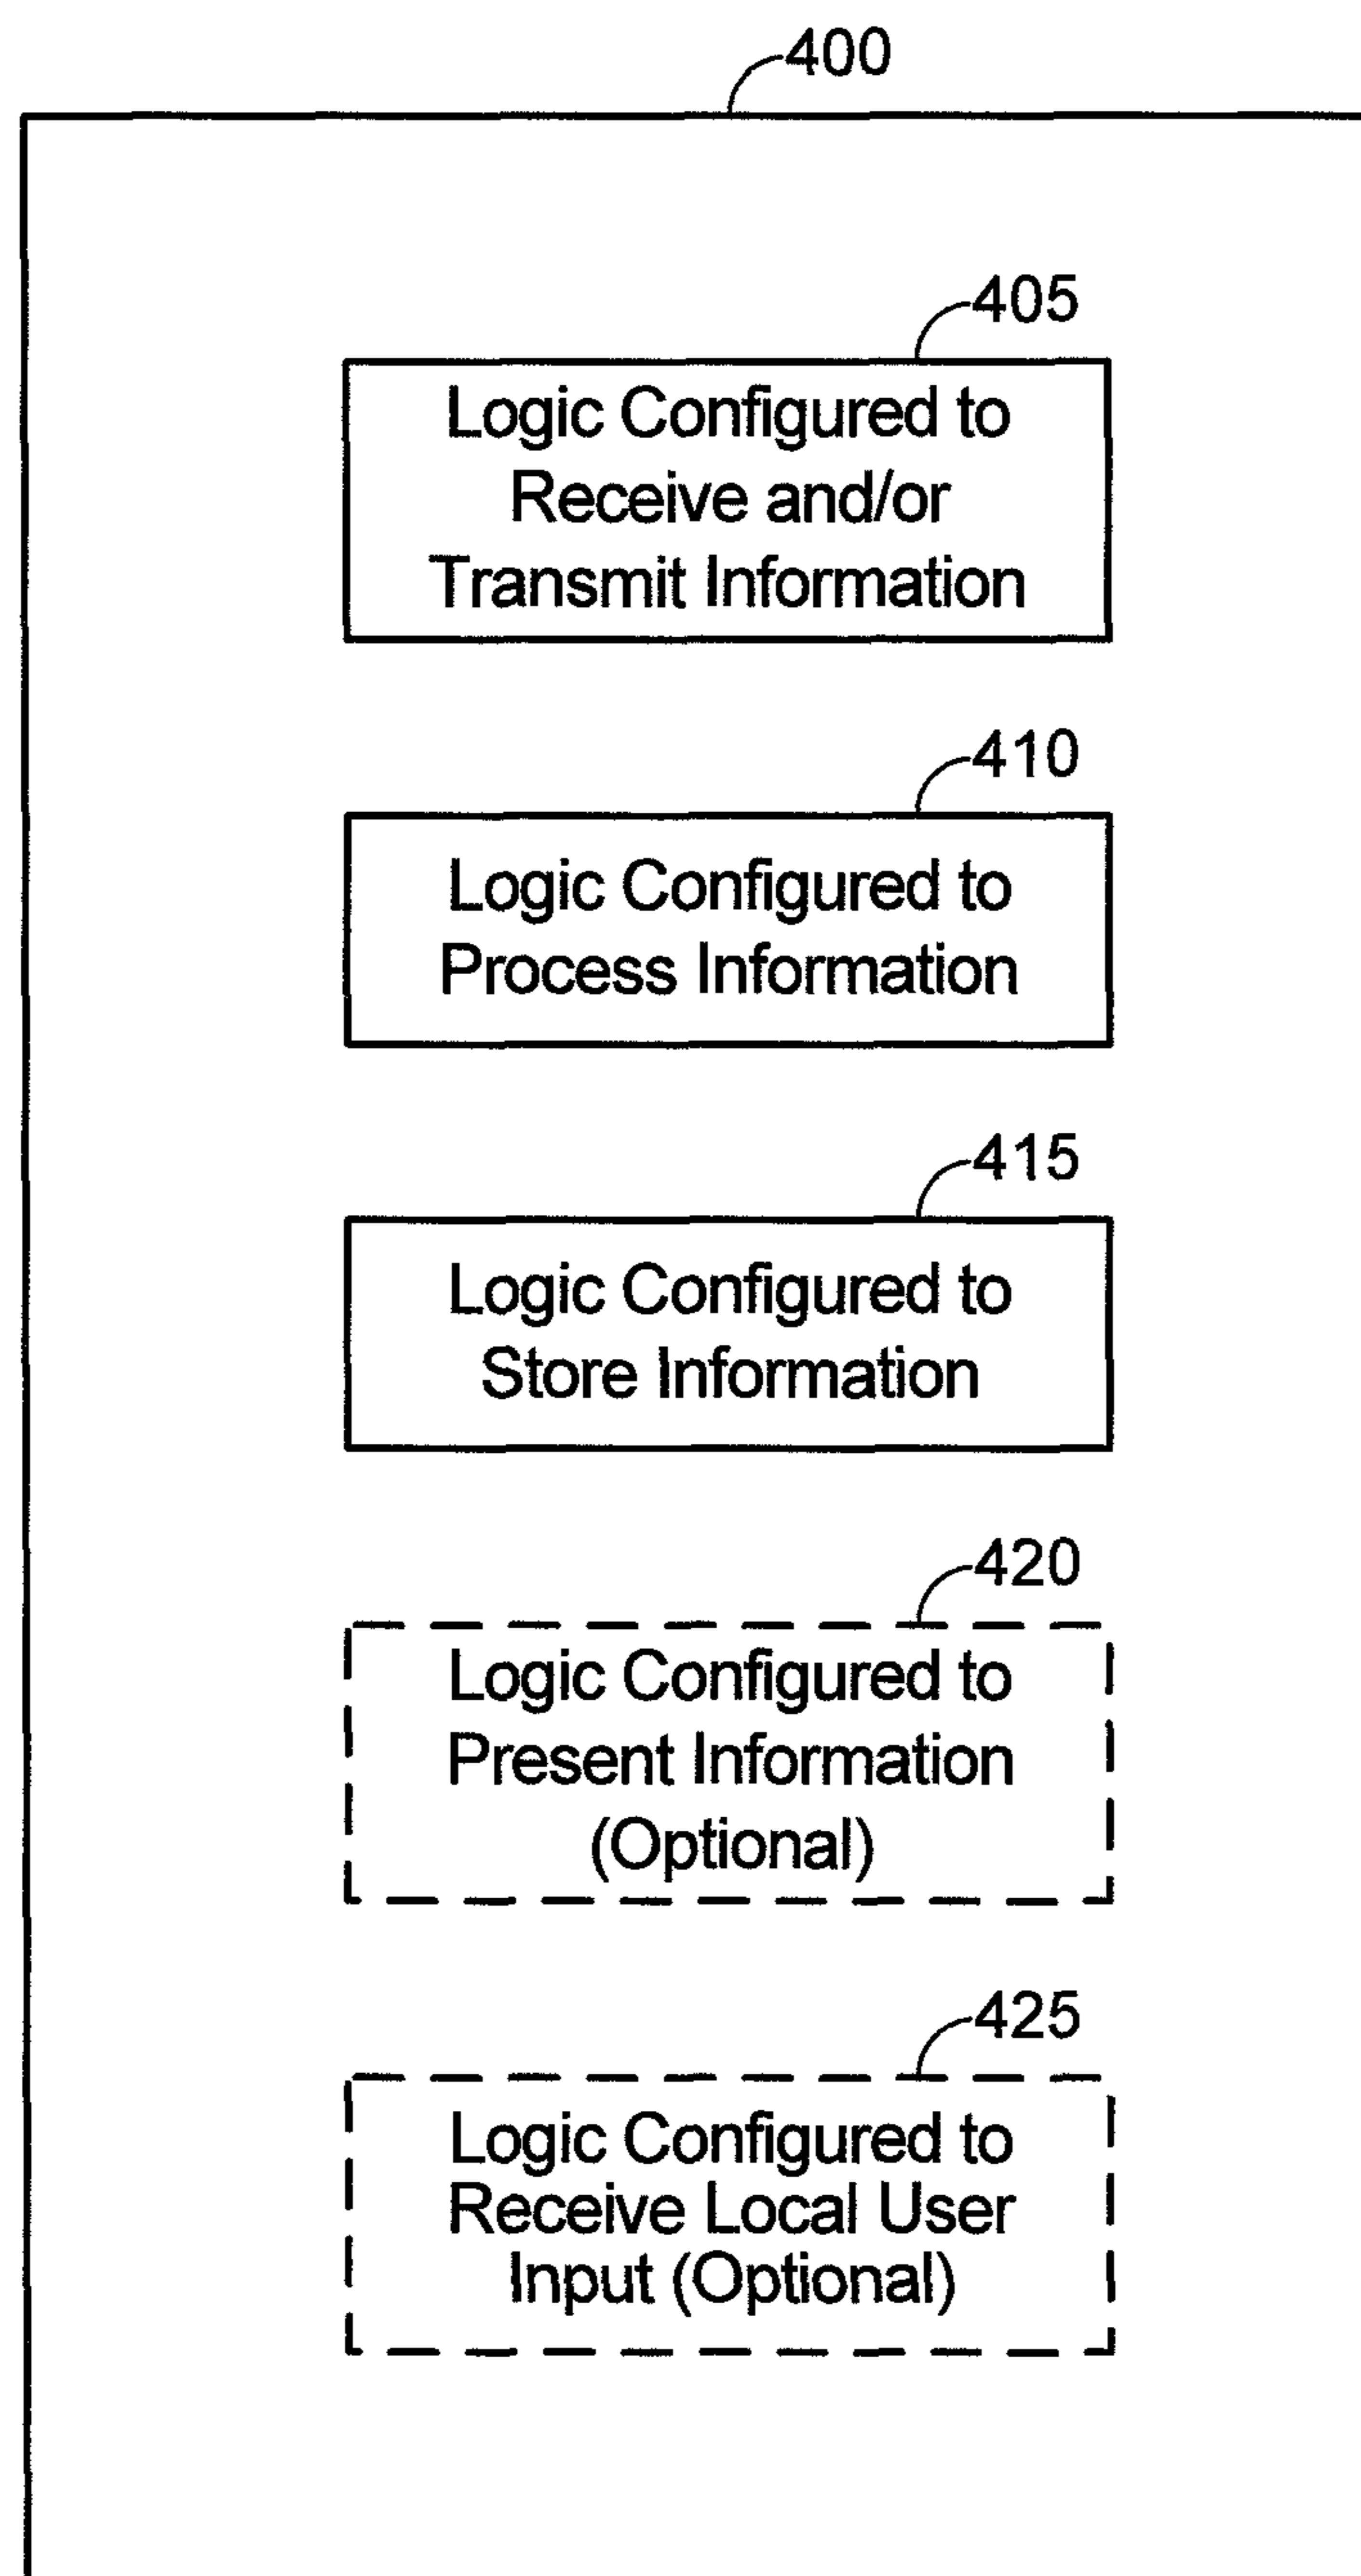 400
405
Logic Configured to
Receive and/or
Transmit Information
410
Logic Configured to
Process Information
415
Logic Configured to
Store Information
420
Logic Configured to
Present Information
(Optional)
425
Logic Configured to
Receive Local User
Input (Optional)